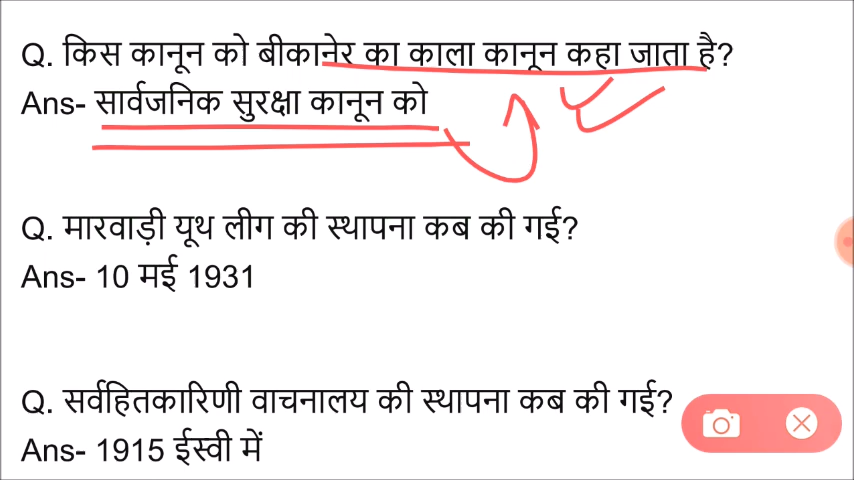 Q. किस कानून को बीकानेर का काला कानून कहा जाता है?
Ans- सार्वजनिक सुरक्षा कानून को
Q. मारवाड़ी यूथ लीग की स्थापना कब की गई?
Ans- 10 मई 1931
Q. सर्वहितकारिणी वाचनालय की स्थापना कब की गई?
Ans- 1915 ईस्वी में